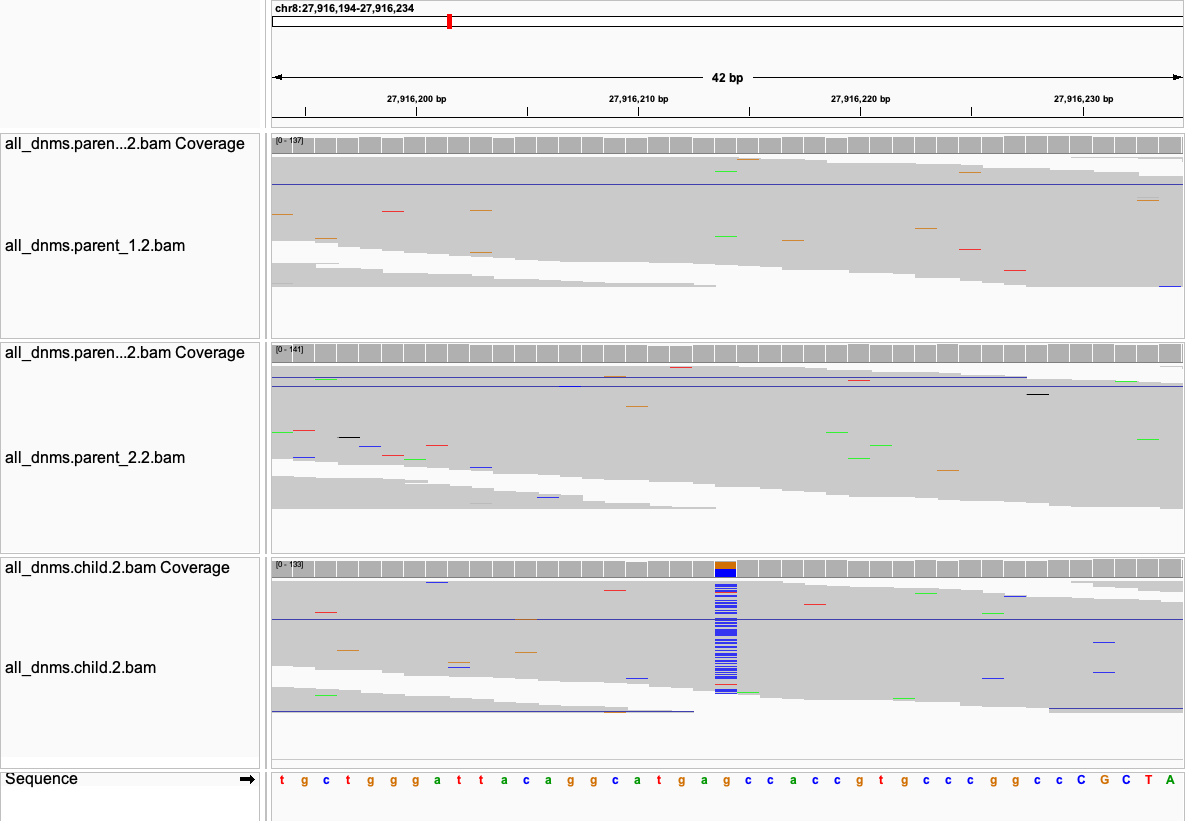 chr8:27,916,194-27,916,234
42 bp
27,916,200 bp 27,916,210 bp 27,916,220 bp 27,916,230 bp
all_dnms.paren...2.bam Coverage
[0 - 137]
all_dnms.parent_1.2.bam
all_dnms.paren...2.bam Coverage
[0 - 141]
all_dnms.parent_2.2.bam
all_dnms.child.2.bam Coverage
[0 - 133]
all_dnms.child.2.bam
Sequence t g c t g g g a t t a c a g g c a t g a g c c a c c g t g c c c g g c c C G C T A